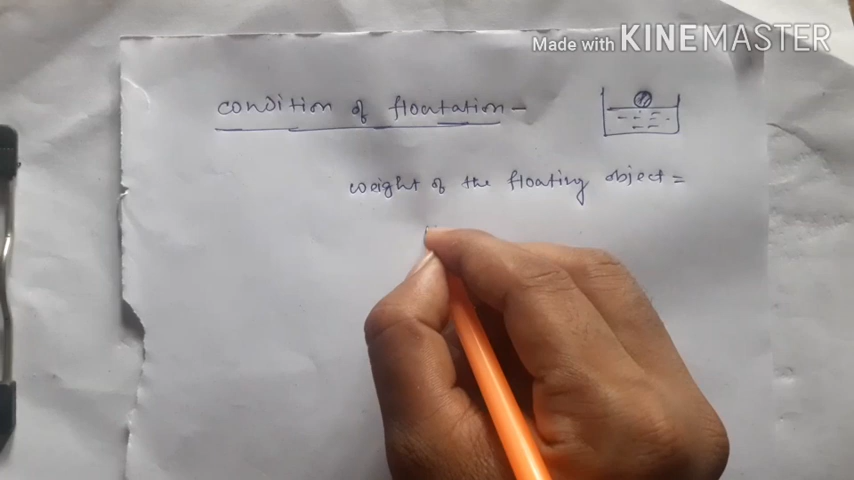 Made with KINEMASTER
condition of floatation -
weight of the floating object =